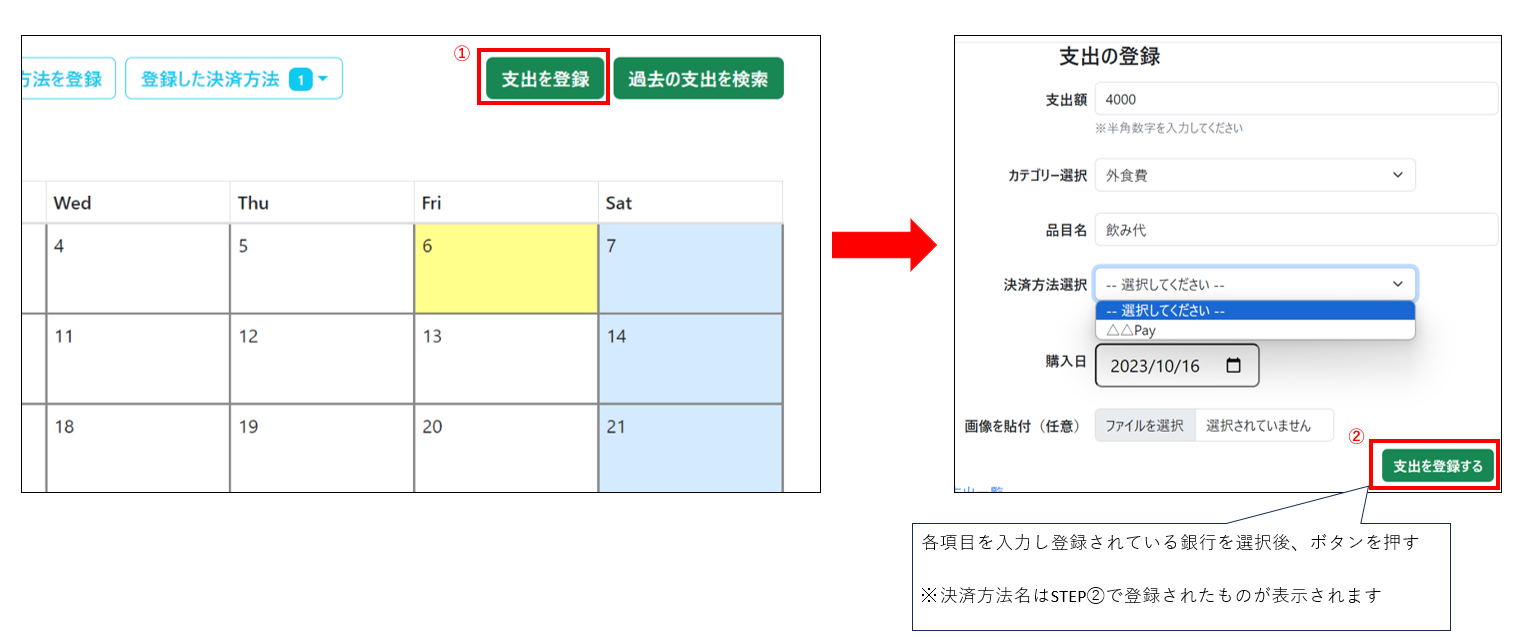 ①
方法を登録
登録した決済方法 1
支出を登録
過去の支出を検索
Wed Thu Fri Sat
4 5 6 7
11 12 13 14
18 19 20 21
支出の登録
支出額 4000
※半角数字を入力してください
カテゴリー選択 外食費
品目名 飲み代
決済方法選択 -- 選択してください --
-- 選択してください --
△△Pay
購入日 2023/10/16
画像を貼付（任意） ファイルを選択 選択されていません
②
支出を登録する
各項目を入力し登録されている銀行を選択後、ボタンを押す
※決済方法名はSTEP②で登録されたものが表示されます